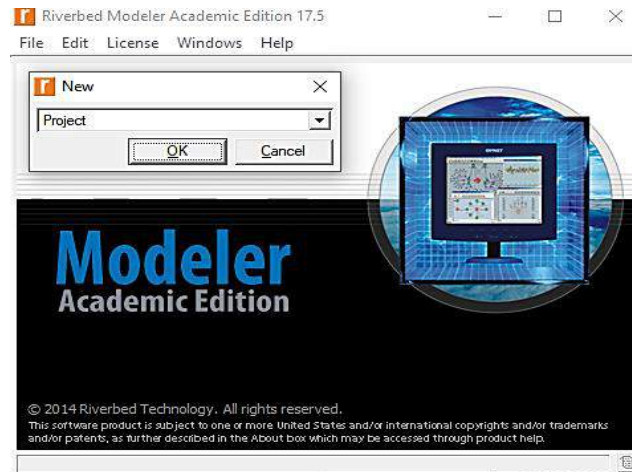 Riverbed Modeler Academic Edition 17.5
File Edit License Windows Help
New
Project
OK Cancel
Modeler
Academic Edition
© 2014 Riverbed Technology. All rights reserved.
This software product is subject to one or more United States and/or international copyrights and/or trademarks
and/or patents, as further described in the About box which may be accessed through product help.